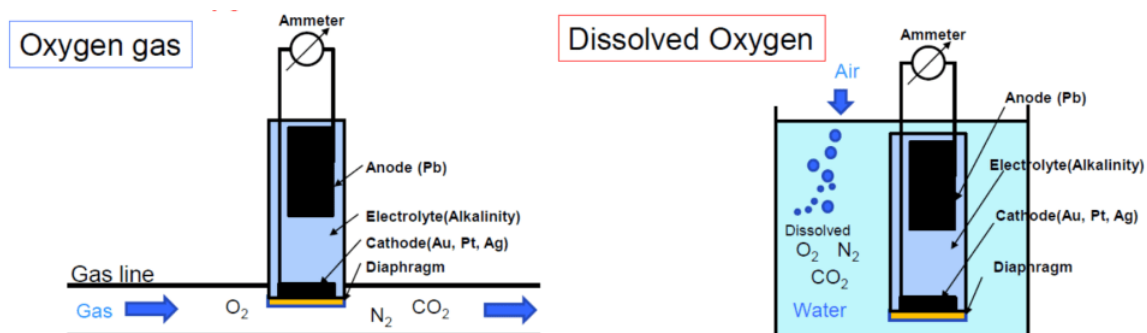 Oxygen gas
Ammeter
Anode (Pb)
Electrolyte(Alkalinity)
Cathode(Au, Pt, Ag)
Diaphragm
Gas line
Gas
O₂
N₂
CO₂
Dissolved Oxygen
Ammeter
Air
Anode (Pb)
Electrolyte(Alkalinity)
Cathode(Au, Pt, Ag)
Dissolved
O₂ N₂
CO₂
Diaphragm
Water